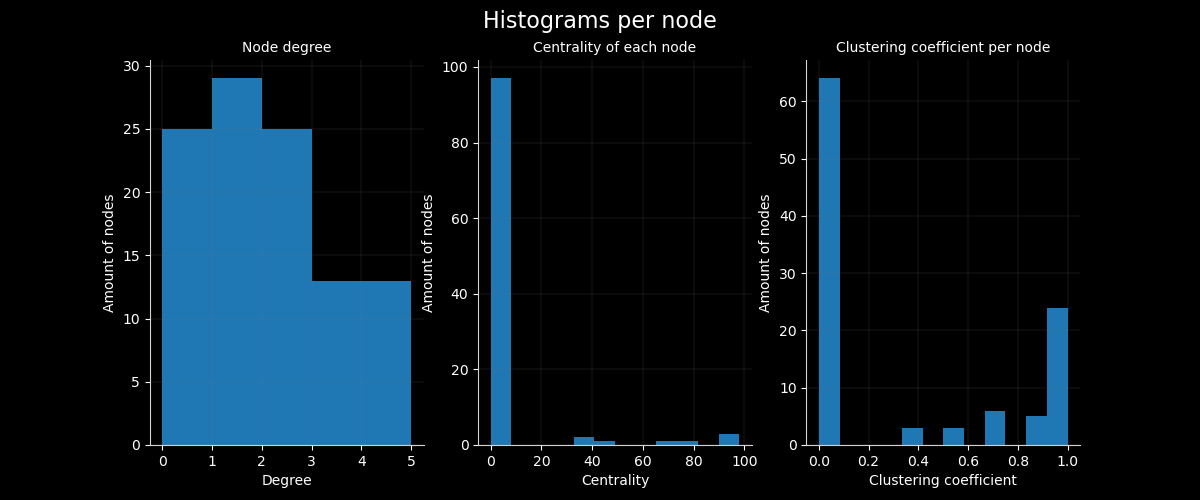 Histograms per node
Node degree
Amount of nodes
30
25
20
15
10
5
0
0 1 2 3 4 5
Degree
Centrality of each node
Amount of nodes
100
80
60
40
20
0
0 20 40 60 80 100
Centrality
Clustering coefficient per node
Amount of nodes
60
50
40
30
20
10
0
0.0 0.2 0.4 0.6 0.8 1.0
Clustering coefficient